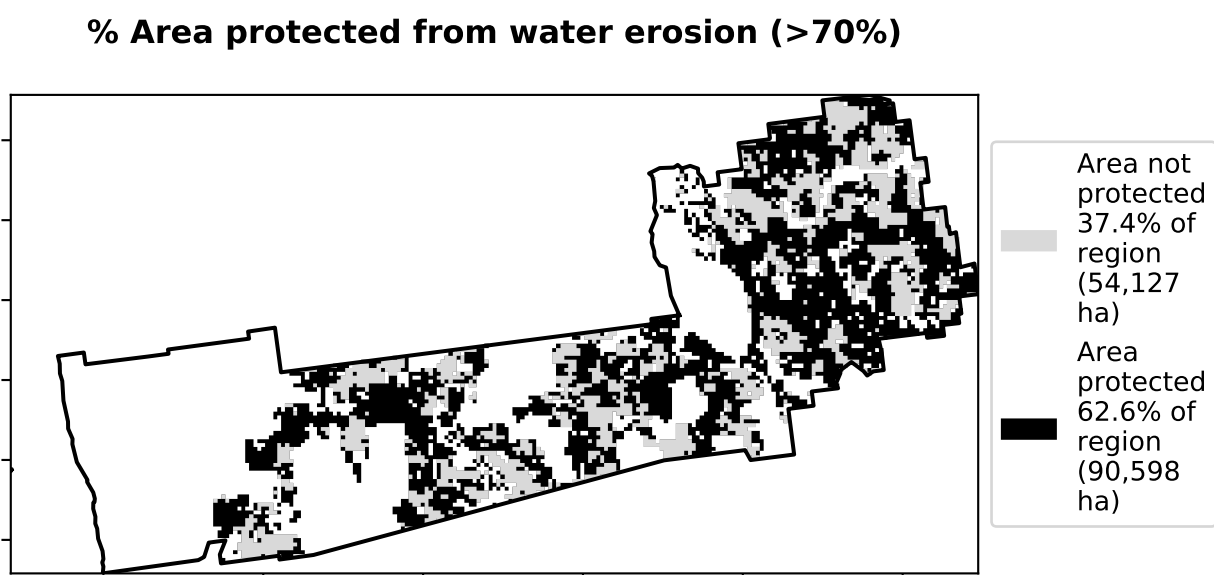 % Area protected from water erosion (>70%)
Area not
protected
37.4% of
region
(54,127
ha)
Area
protected
62.6% of
region
(90,598
ha)